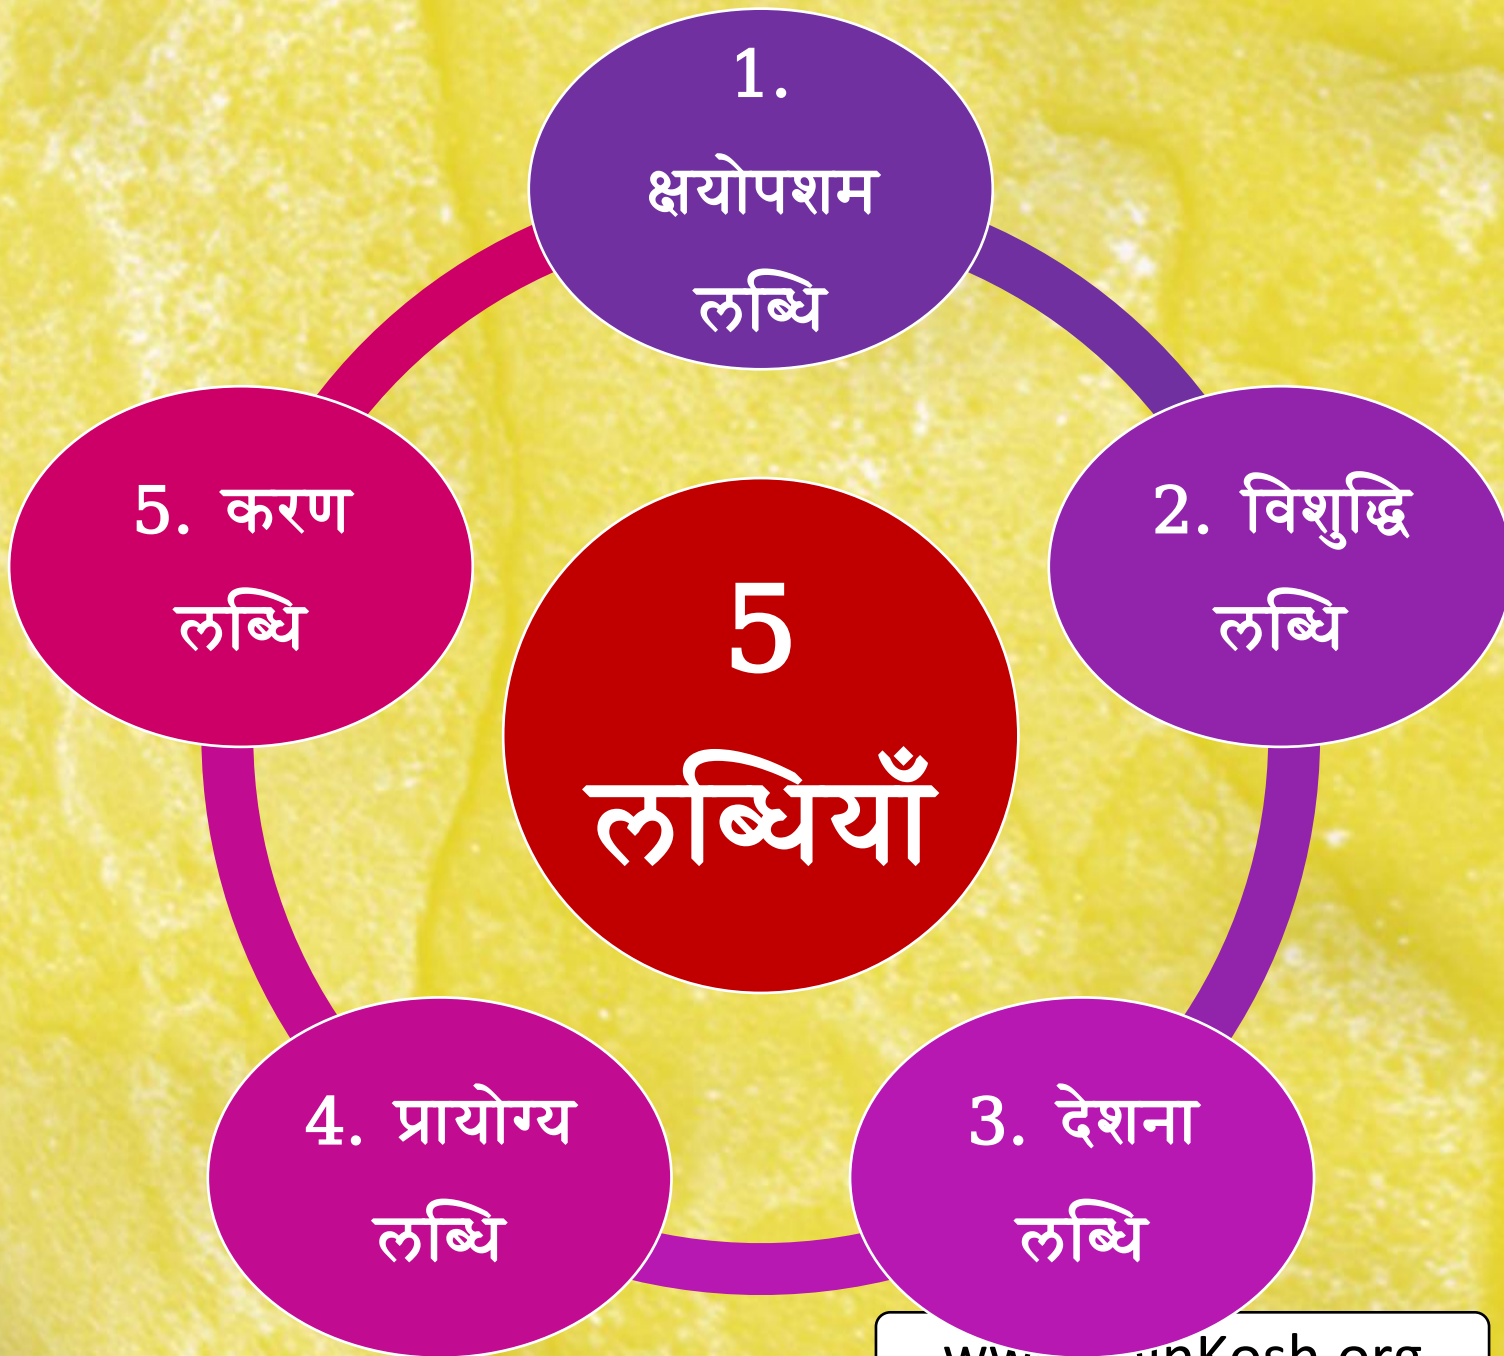 1.
क्षयोपशम
लब्धि
2. विशुद्धि
लब्धि
3. देशना
लब्धि
4. प्रायोग्य
लब्धि
5. करण
लब्धि
5
लब्धियाँ